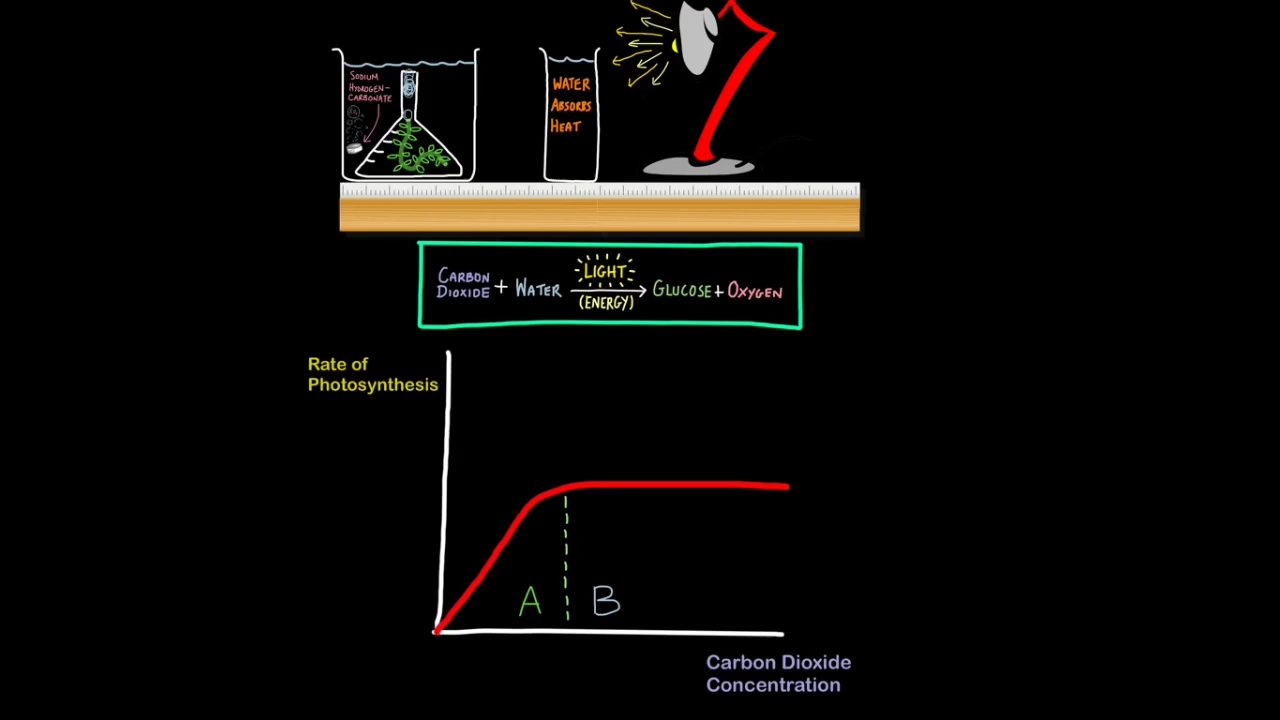 SODIUM
HYDROGEN-
CARBONATE
WATER
ABSORBS
HEAT
CARBON
DIOXIDE + WATER
LIGHT
(ENERGY)
GLUCOSE + OXYGEN
Rate of
Photosynthesis
A
B
Carbon Dioxide
Concentration